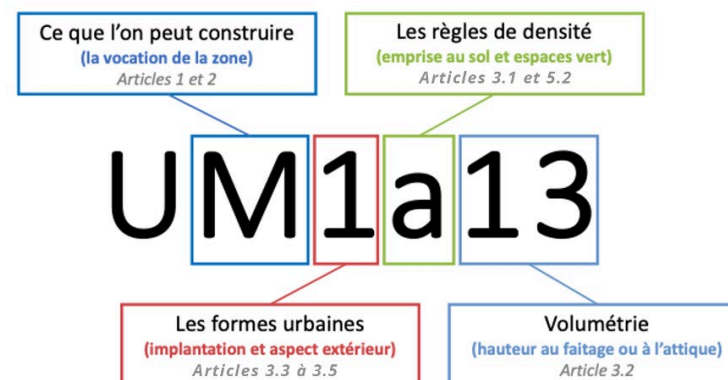 Ce que l'on peut construire
(la vocation de la zone)
Articles 1 et 2
Les règles de densité
(emprise au sol et espaces vert)
Articles 3.1 et 5.2
UM1a13
Les formes urbaines
(implantation et aspect extérieur)
Articles 3.3 à 3.5
Volumétrie
(hauteur au faitage ou à l'attique)
Article 3.2